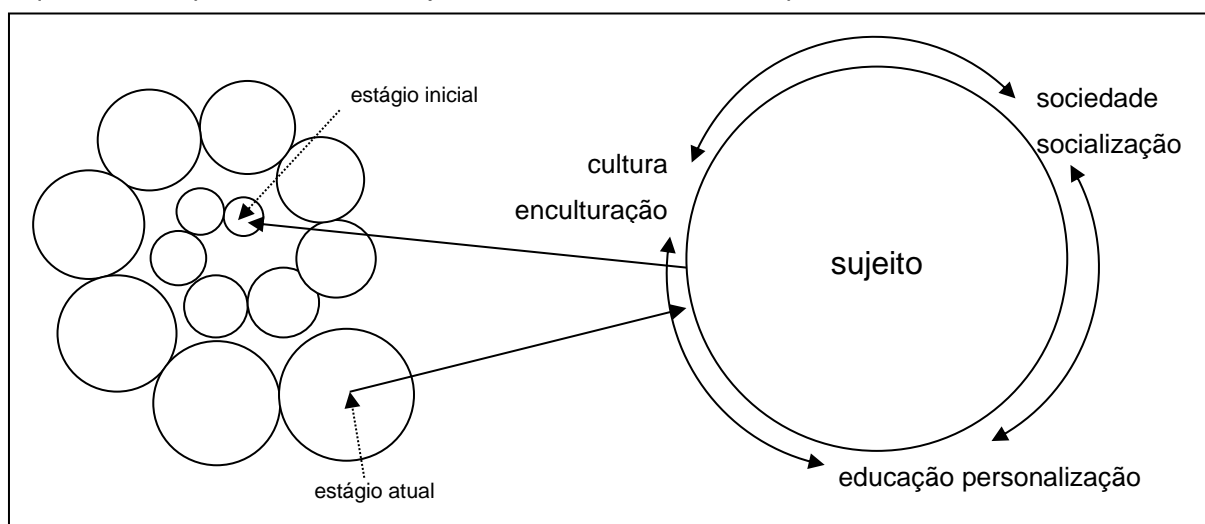 estágio inicial
sociedade
socialização
cultura
enculturação
sujeito
educação personalização
estágio atual